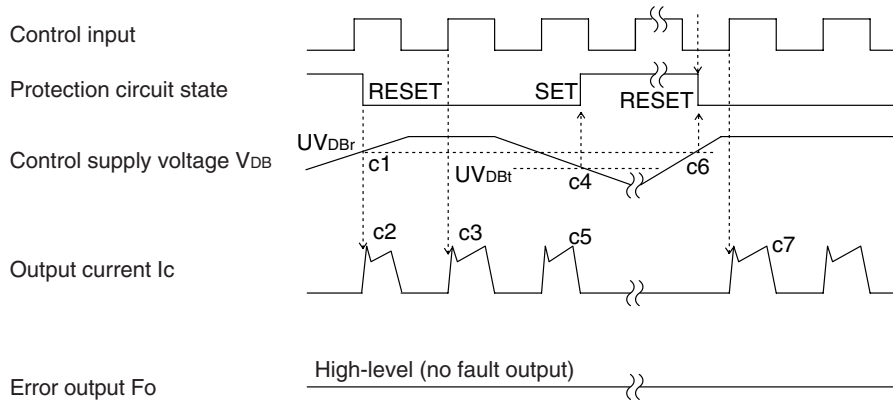 Control input
Protection circuit state
RESET
SET
RESET
UVDBr
Control supply voltage VDB
c1
UVDBt
c4
c6
c2
c3
c5
c7
Output current Ic
High-level (no fault output)
Error output Fo